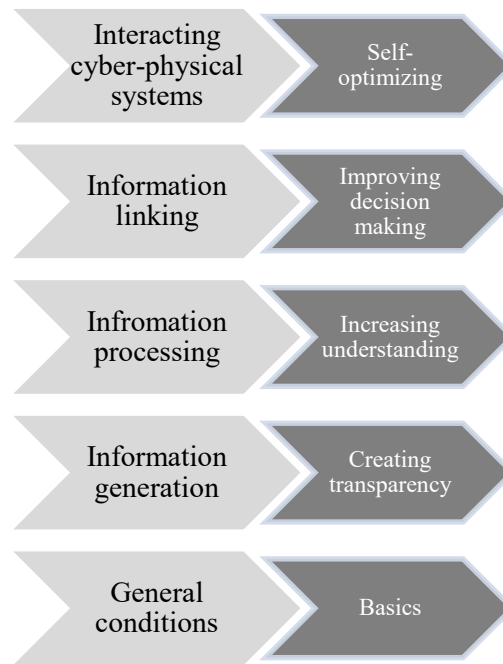 Interacting
cyber-physical
systems
Self-
optimizing
Information
linking
Improving
decision
making
Infromation
processing
Increasing
understanding
Information
generation
Creating
transparency
General
conditions
Basics